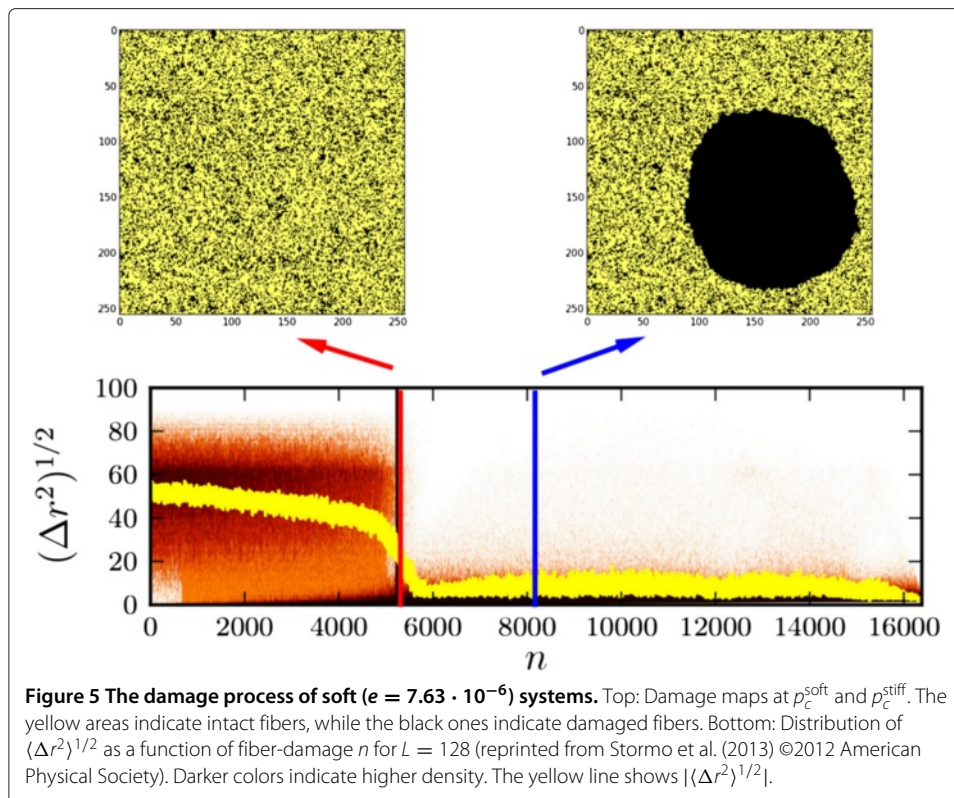 0
50
100
150
200
250
0 50 100 150 200 250
0
50
100
150
200
250
0 50 100 150 200 250
100
80
60
40
20
0
(Δr²)^{1/2}
0 2000 4000 6000 8000 10000 12000 14000 16000
n
Figure 5 The damage process of soft (e = 7.63 · 10⁻⁶) systems. Top: Damage maps at p_c^{soft} and p_c^{stiff}. The
yellow areas indicate intact fibers, while the black ones indicate damaged fibers. Bottom: Distribution of
⟨Δr²⟩^{1/2} as a function of fiber-damage n for L = 128 (reprinted from Stormo et al. (2013) ©2012 American
Physical Society). Darker colors indicate higher density. The yellow line shows |⟨Δr²⟩^{1/2}|.